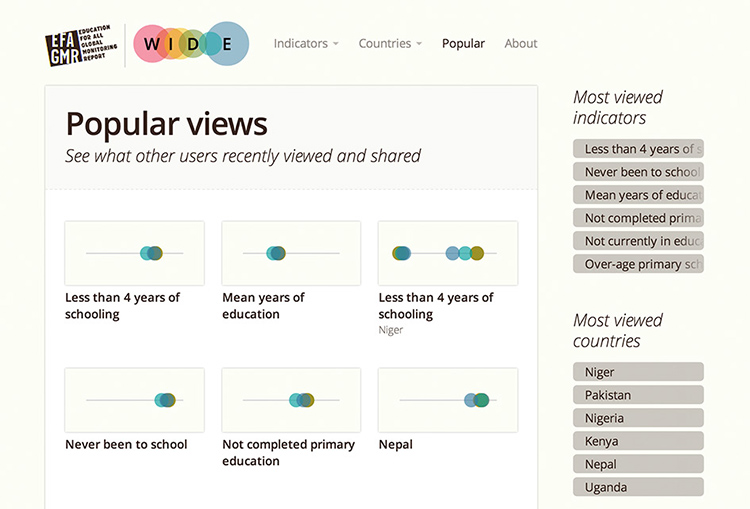 EFA
GMR
EDUCATION
FOR ALL
GLOBAL
MONITORING
REPORT
W I D E
Indicators
Countries
Popular
About
Popular views
See what other users recently viewed and shared
Less than 4 years of
schooling
Mean years of
education
Less than 4 years of
schooling
Niger
Never been to school
Not completed primary
education
Nepal
Most viewed
indicators
Less than 4 years of s
Never been to school
Mean years of educat
Not completed prima
Not currently in educ
Over-age primary sch
Most viewed
countries
Niger
Pakistan
Nigeria
Kenya
Nepal
Uganda